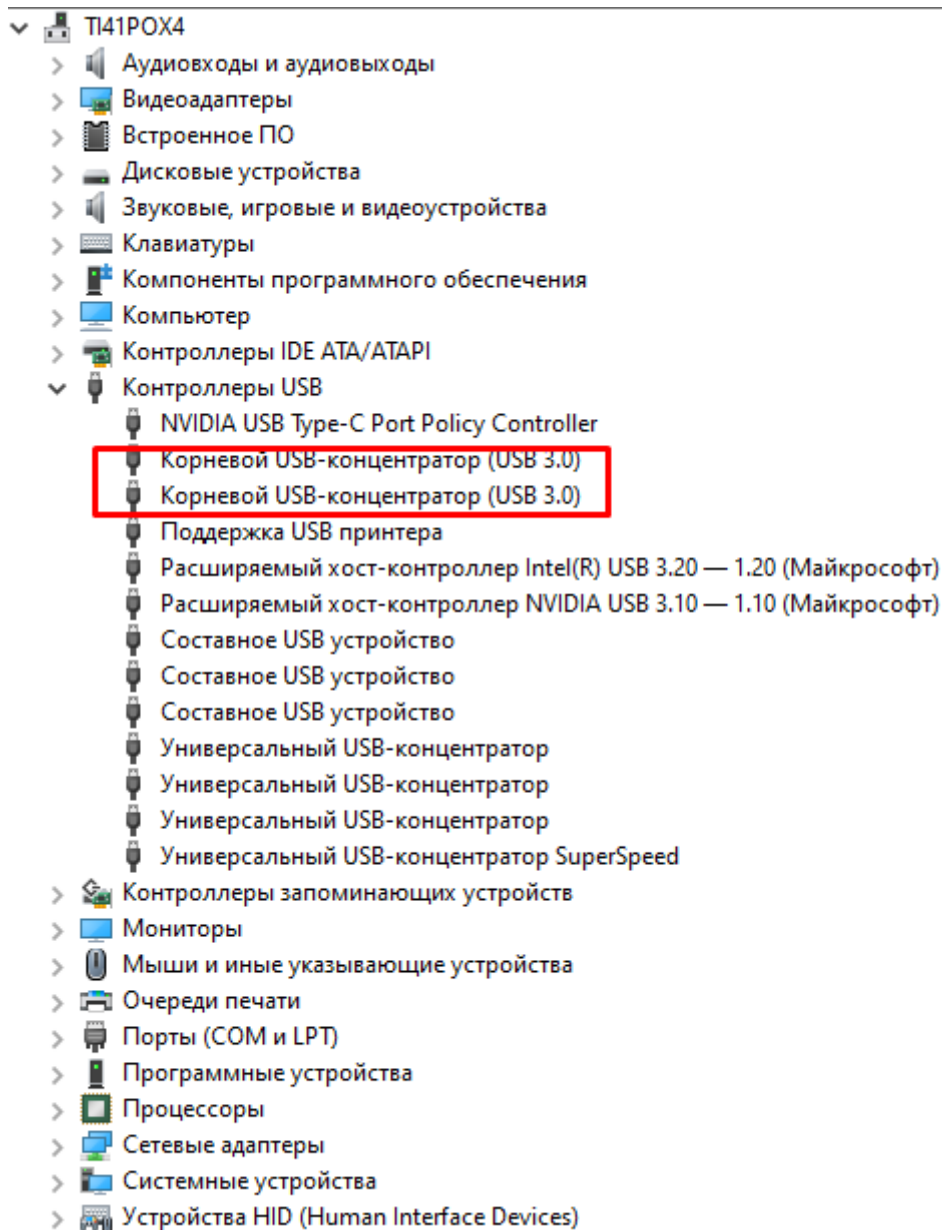 TI41POX4
Аудиовходы и аудиовыходы
Видеоадаптеры
Встроенное ПО
Дисковые устройства
Звуковые, игровые и видеоустройства
Клавиатуры
Компоненты программного обеспечения
Компьютер
Контроллеры IDE ATA/ATAPI
Контроллеры USB
NVIDIA USB Type-C Port Policy Controller
Корневой USB-концентратор (USB 3.0)
Корневой USB-концентратор (USB 3.0)
Поддержка USB принтера
Расширяемый хост-контроллер Intel(R) USB 3.20 — 1.20 (Майкрософт)
Расширяемый хост-контроллер NVIDIA USB 3.10 — 1.10 (Майкрософт)
Составное USB устройство
Составное USB устройство
Составное USB устройство
Универсальный USB-концентратор
Универсальный USB-концентратор
Универсальный USB-концентратор
Универсальный USB-концентратор SuperSpeed
Контроллеры запоминающих устройств
Мониторы
Мыши и иные указывающие устройства
Очереди печати
Порты (COM и LPT)
Программные устройства
Процессоры
Сетевые адаптеры
Системные устройства
Устройства HID (Human Interface Devices)